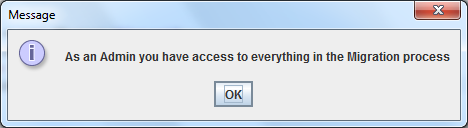 Message
As an Admin you have access to everything in the Migration process
OK